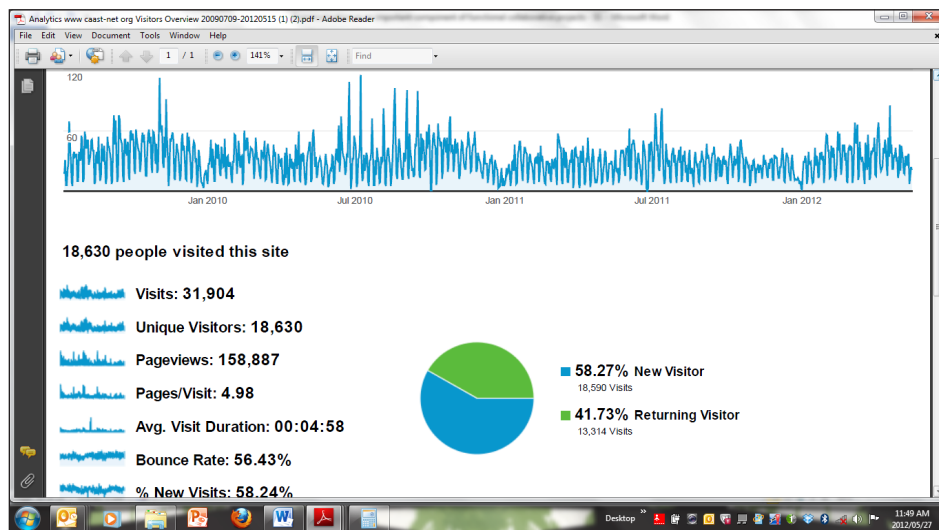 Analytics www caast-net org Visitors Overview 20090709-20120515 (1) (2).pdf - Adobe Reader
File Edit View Document Tools Window Help
1 / 1 141% Find
120
60
Jan 2010 Jul 2010 Jan 2011 Jul 2011 Jan 2012
18,630 people visited this site
Visits: 31,904
Unique Visitors: 18,630
Pageviews: 158,887
Pages/Visit: 4.98
Avg. Visit Duration: 00:04:58
Bounce Rate: 56.43%
% New Visits: 58.24%
58.27% New Visitor
18,590 Visits
41.73% Returning Visitor
13,314 Visits
Desktop
11:49 AM
2012/05/27